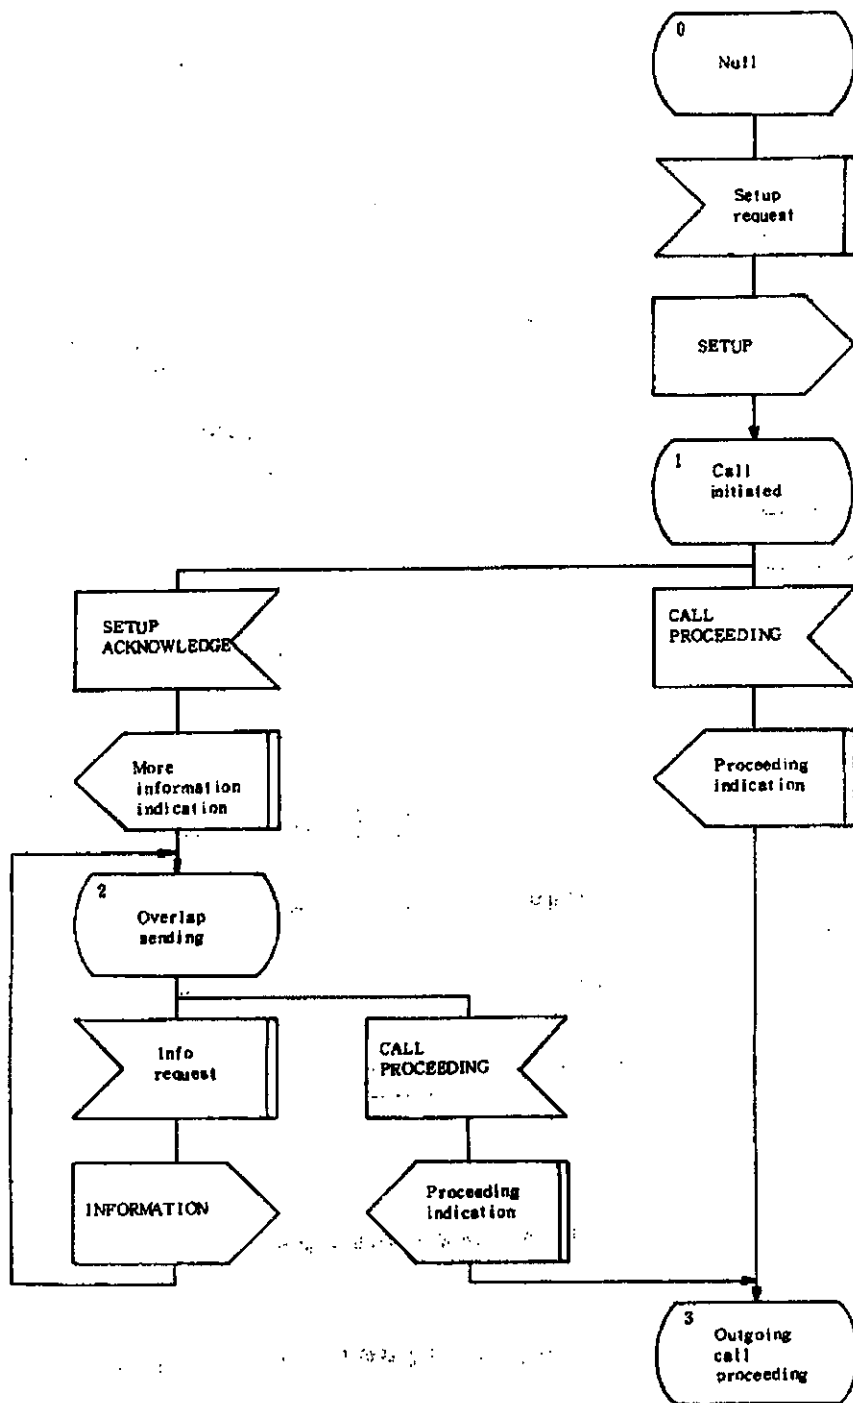 0
Null
Setup
request
SETUP
1
Call
initiated
SETUP
ACKNOWLEDGE
CALL
PROCEEDING
More
information
indication
Proceeding
indication
2
Overlap
sending
Info
request
CALL
PROCEEDING
INFORMATION
Proceeding
indication
3
Outgoing
call
proceeding